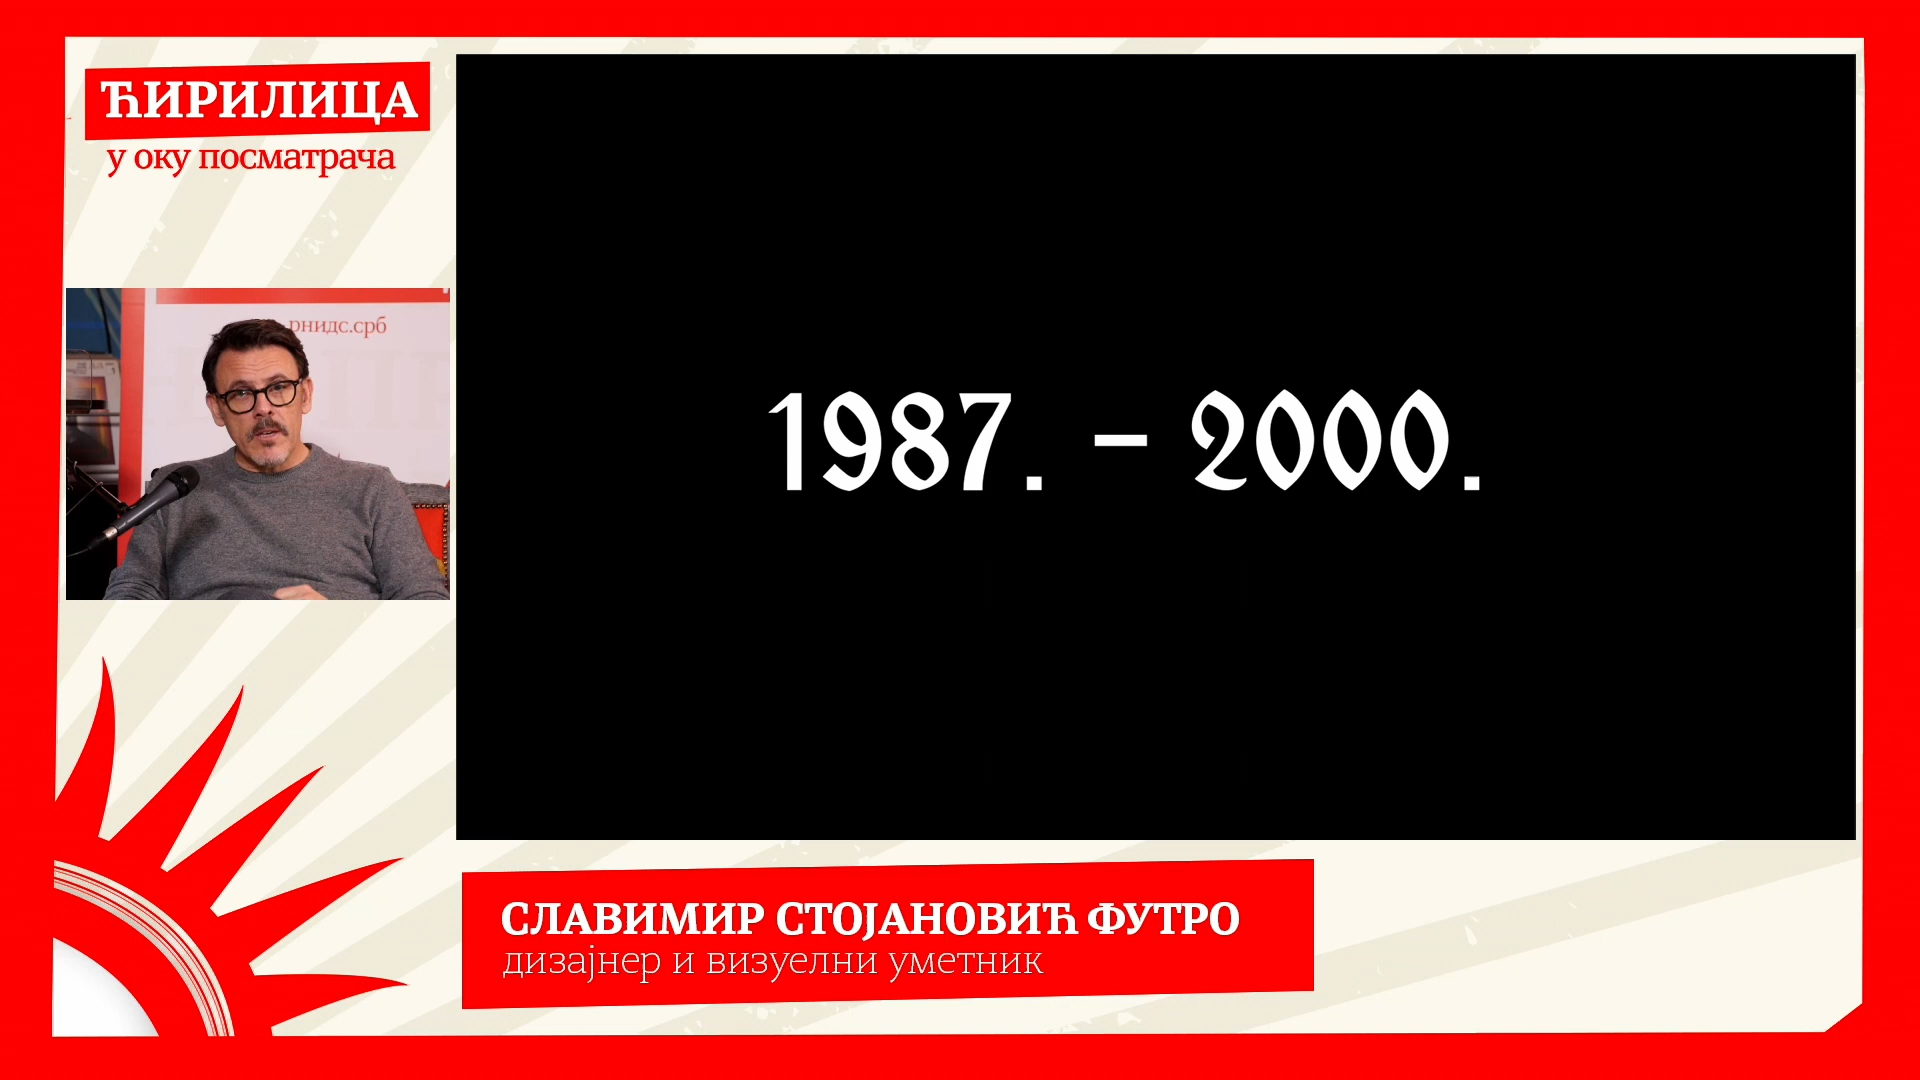 ЋИРИЛИЦА
у оку посматрача
рнидс.срб
1987. – 2000.
СЛАВИМИР СТОЈАНОВИЋ ФУТРО
дизајнер и визуелни уметник